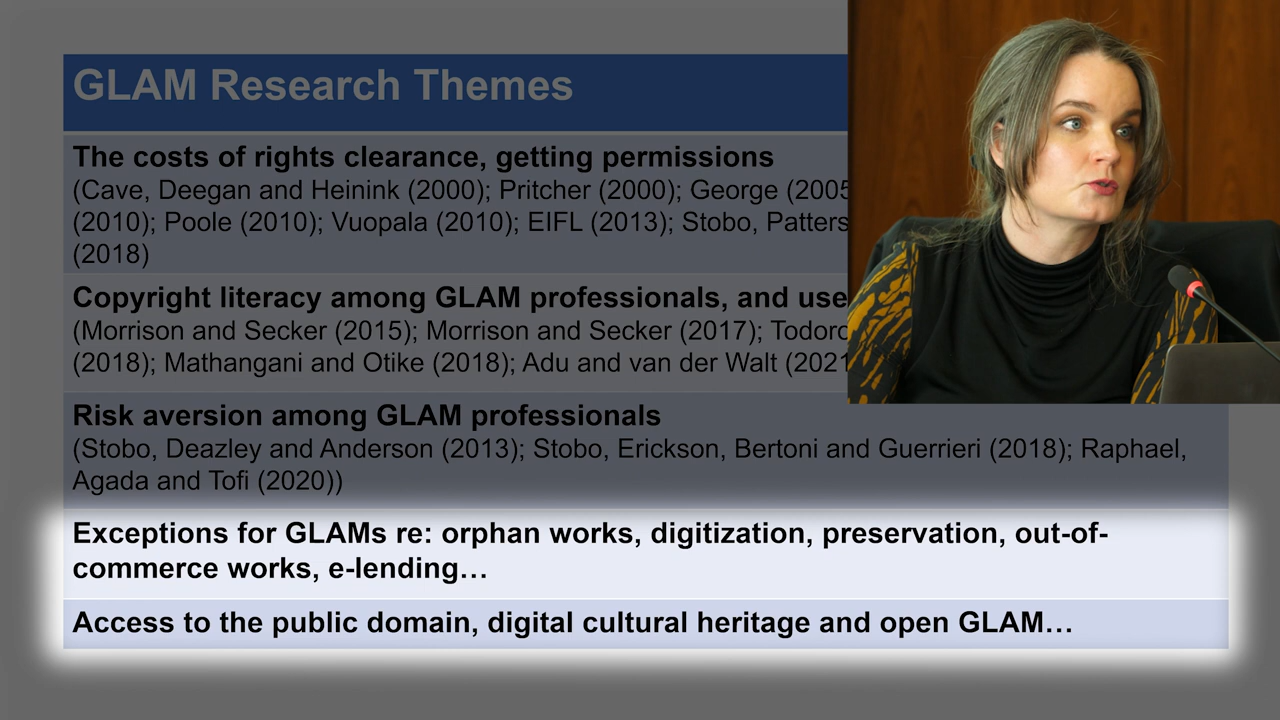 GLAM Research Themes
The costs of rights clearance, getting permissions
(Cave, Deegan and Heinink (2000); Pritcher (2000); George (2005
(2010); Poole (2010); Vuopala (2010); EIFL (2013); Stobo, Patters
(2018)
Copyright literacy among GLAM professionals, and use
(Morrison and Secker (2015); Morrison and Secker (2017); Todoro
(2018); Mathangani and Otike (2018); Adu and van der Walt (2021
Risk aversion among GLAM professionals
(Stobo, Deazley and Anderson (2013); Stobo, Erickson, Bertoni and Guerrieri (2018); Raphael,
Agada and Tofi (2020))
Exceptions for GLAMs re: orphan works, digitization, preservation, out-of-
commerce works, e-lending…
Access to the public domain, digital cultural heritage and open GLAM…